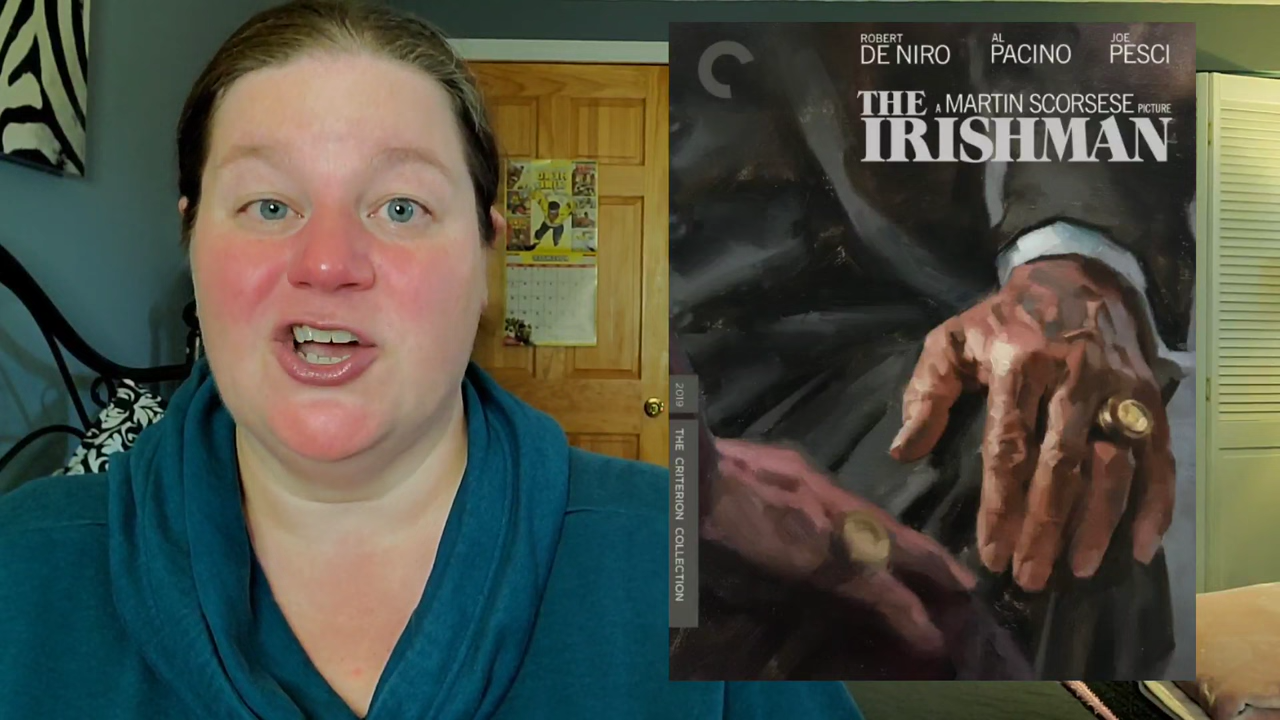 ROBERT
DE NIRO
AL
PACINO
JOE
PESCI
THE
A MARTIN SCORSESE PICTURE
IRISHMAN
2019
THE CRITERION COLLECTION